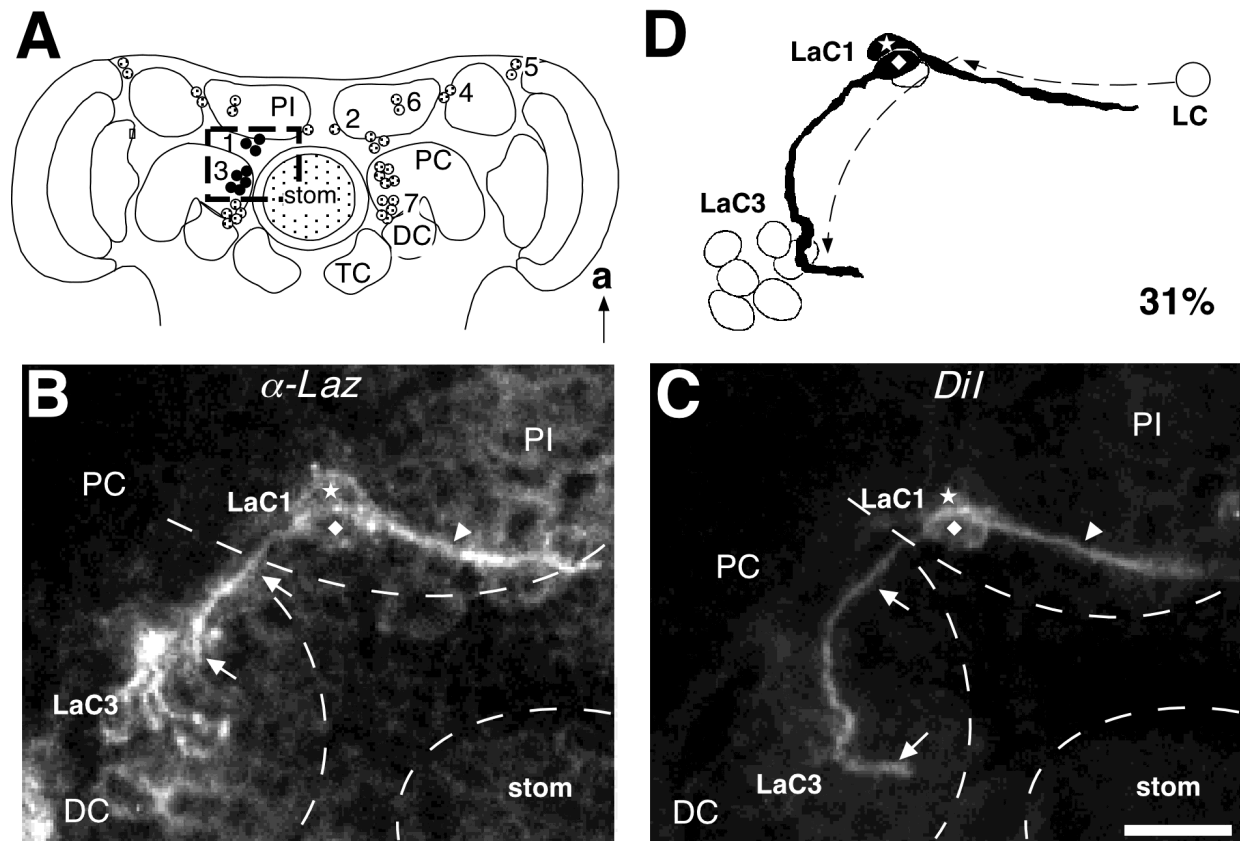 A
5
4
6
PI
2
1
PC
3
stom
7
DC
TC
a
D
LaC1
LC
LaC3
31%
B
α-Laz
PI
PC
LaC1
LaC3
DC
stom
C
DiI
PI
LaC1
PC
LaC3
DC
stom